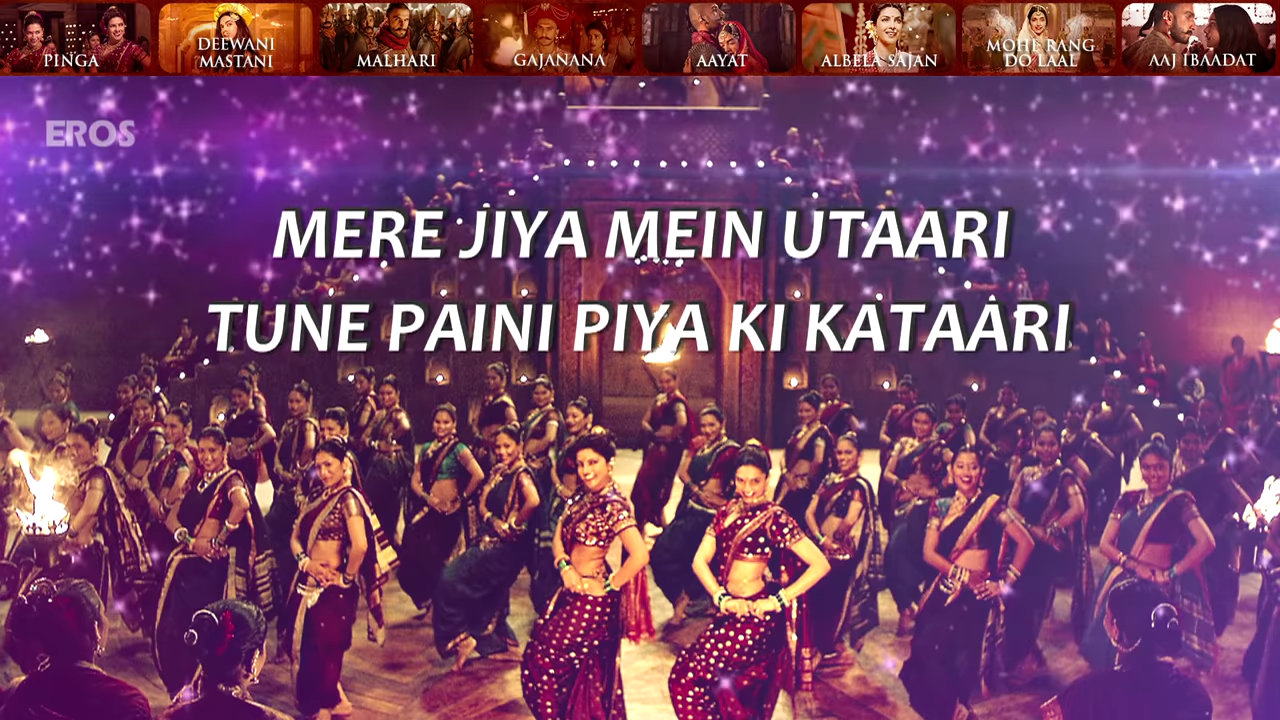 PINGA
DEEWANI
MASTANI
MALHARI
GAJANANA
AAYAT
ALBELA SAJAN
MOHE RANG
DO LAAL
AAJ IBAADAT
EROS
MERE JIYA MEIN UTAARI
TUNE PAINI PIYA KI KATAARI